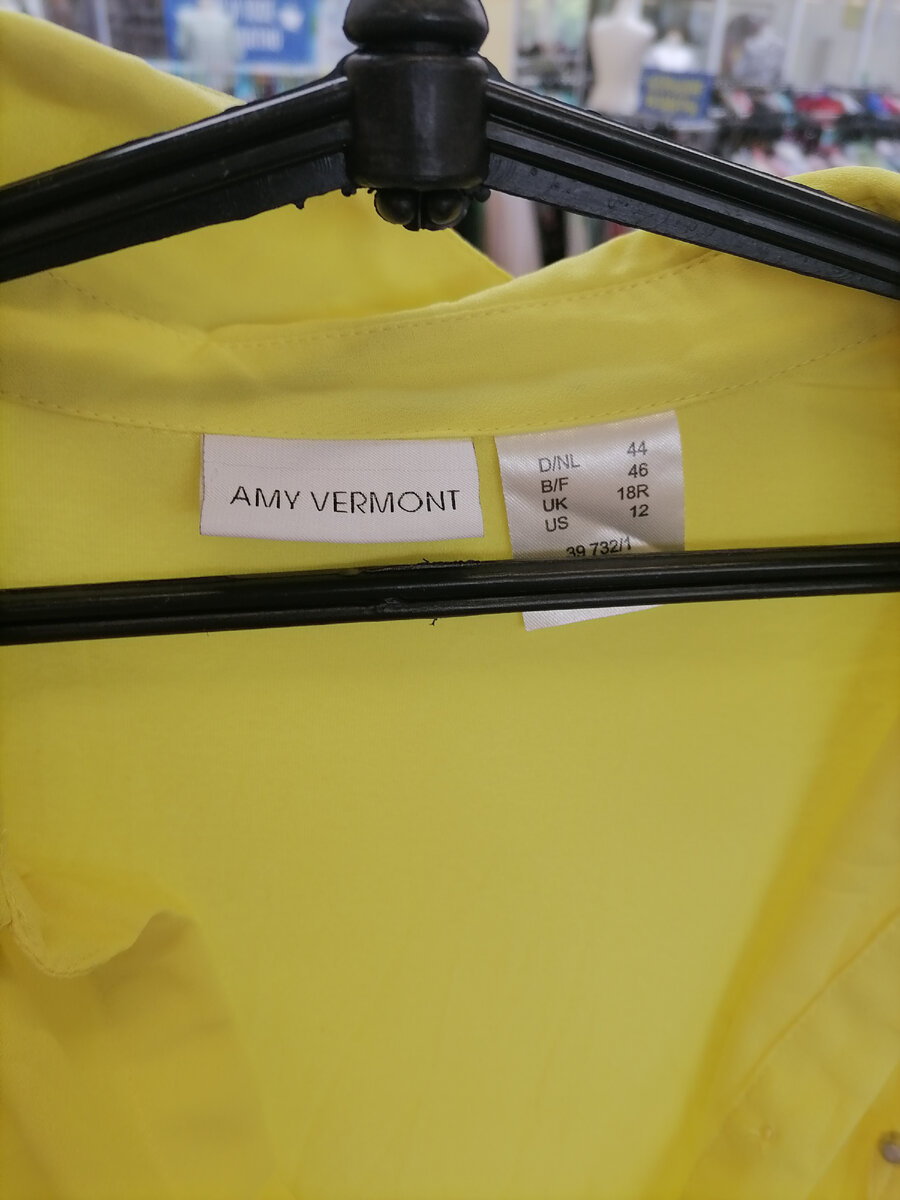 AMY VERMONT
D/NL 44
B/F 46
UK 18R
US 12
39 732/1